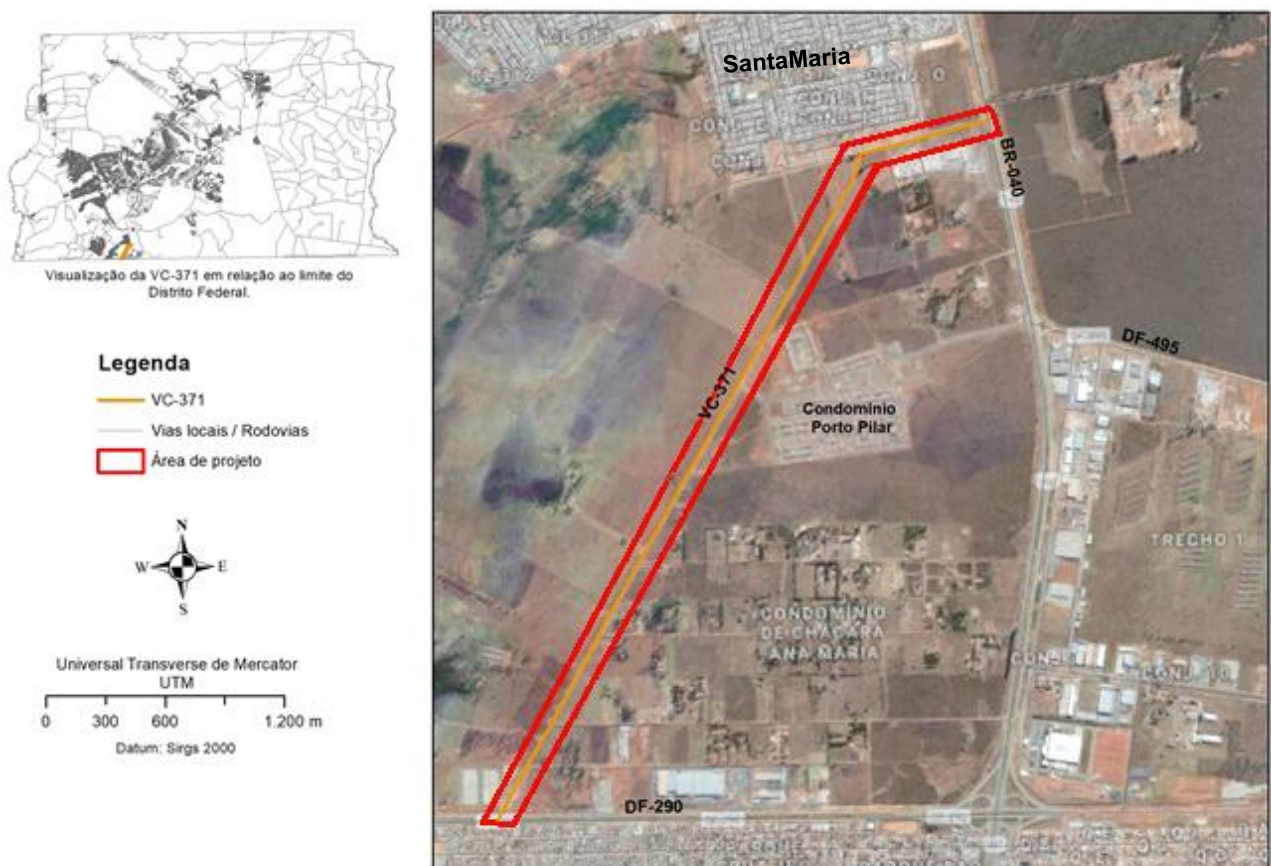 Visualização da VC-371 em relação ao limite do
Distrito Federal.
Legenda
VC-371
Vias locais / Rodovias
Área de projeto
N
W
E
S
Universal Transverse de Mercator
UTM
0 300 600 1.200 m
Datum: Sirgs 2000
SantaMaria
CONJ. O
CONJ. A
BR-040
DF-495
VC-371
Condomínio
Porto Pilar
TRECHO 1
CONDOMÍNIO
DE CHÁCARA
ANA MARIA
CONJ. 10
DF-290